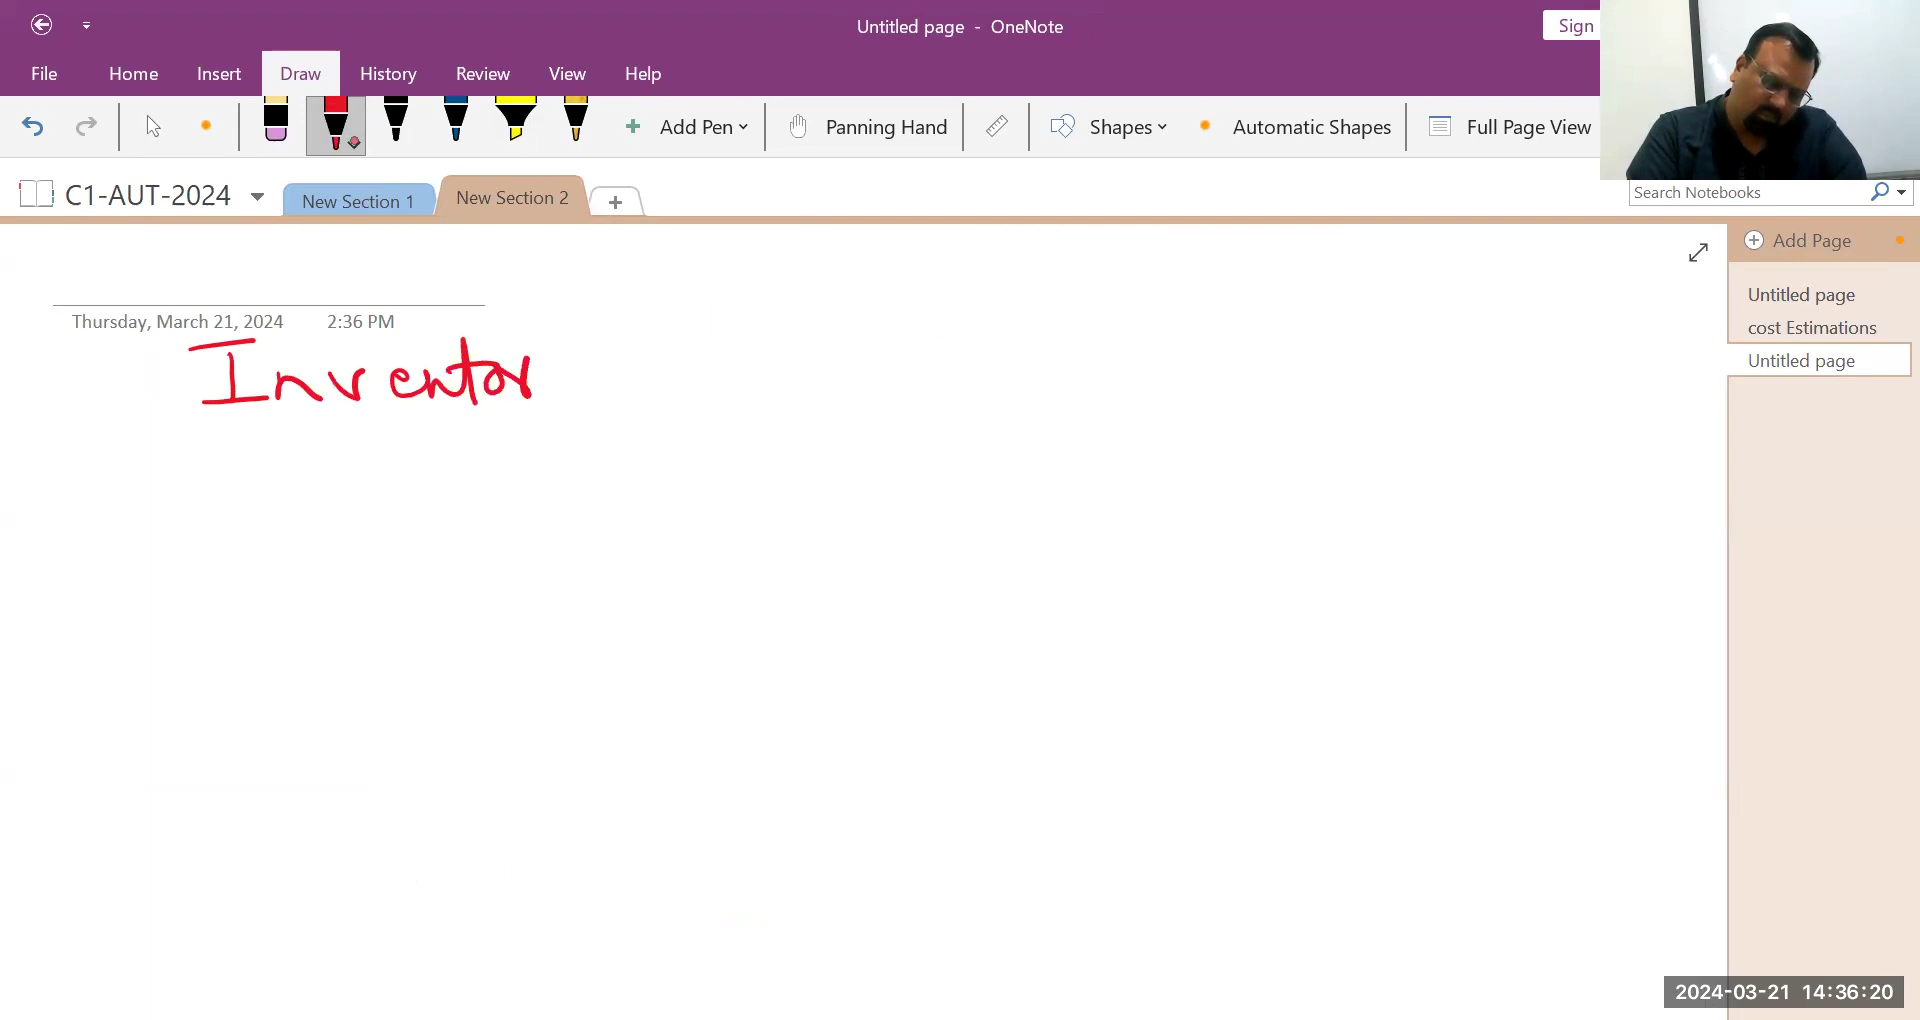 Untitled page - OneNote
Sign
File Home Insert Draw History Review View Help
Add Pen Panning Hand Shapes Automatic Shapes Full Page View
C1-AUT-2024 New Section 1 New Section 2
Search Notebooks
Add Page
Untitled page
cost Estimations
Untitled page
Thursday, March 21, 2024 2:36 PM
Inventor
2024-03-21 14:36:20